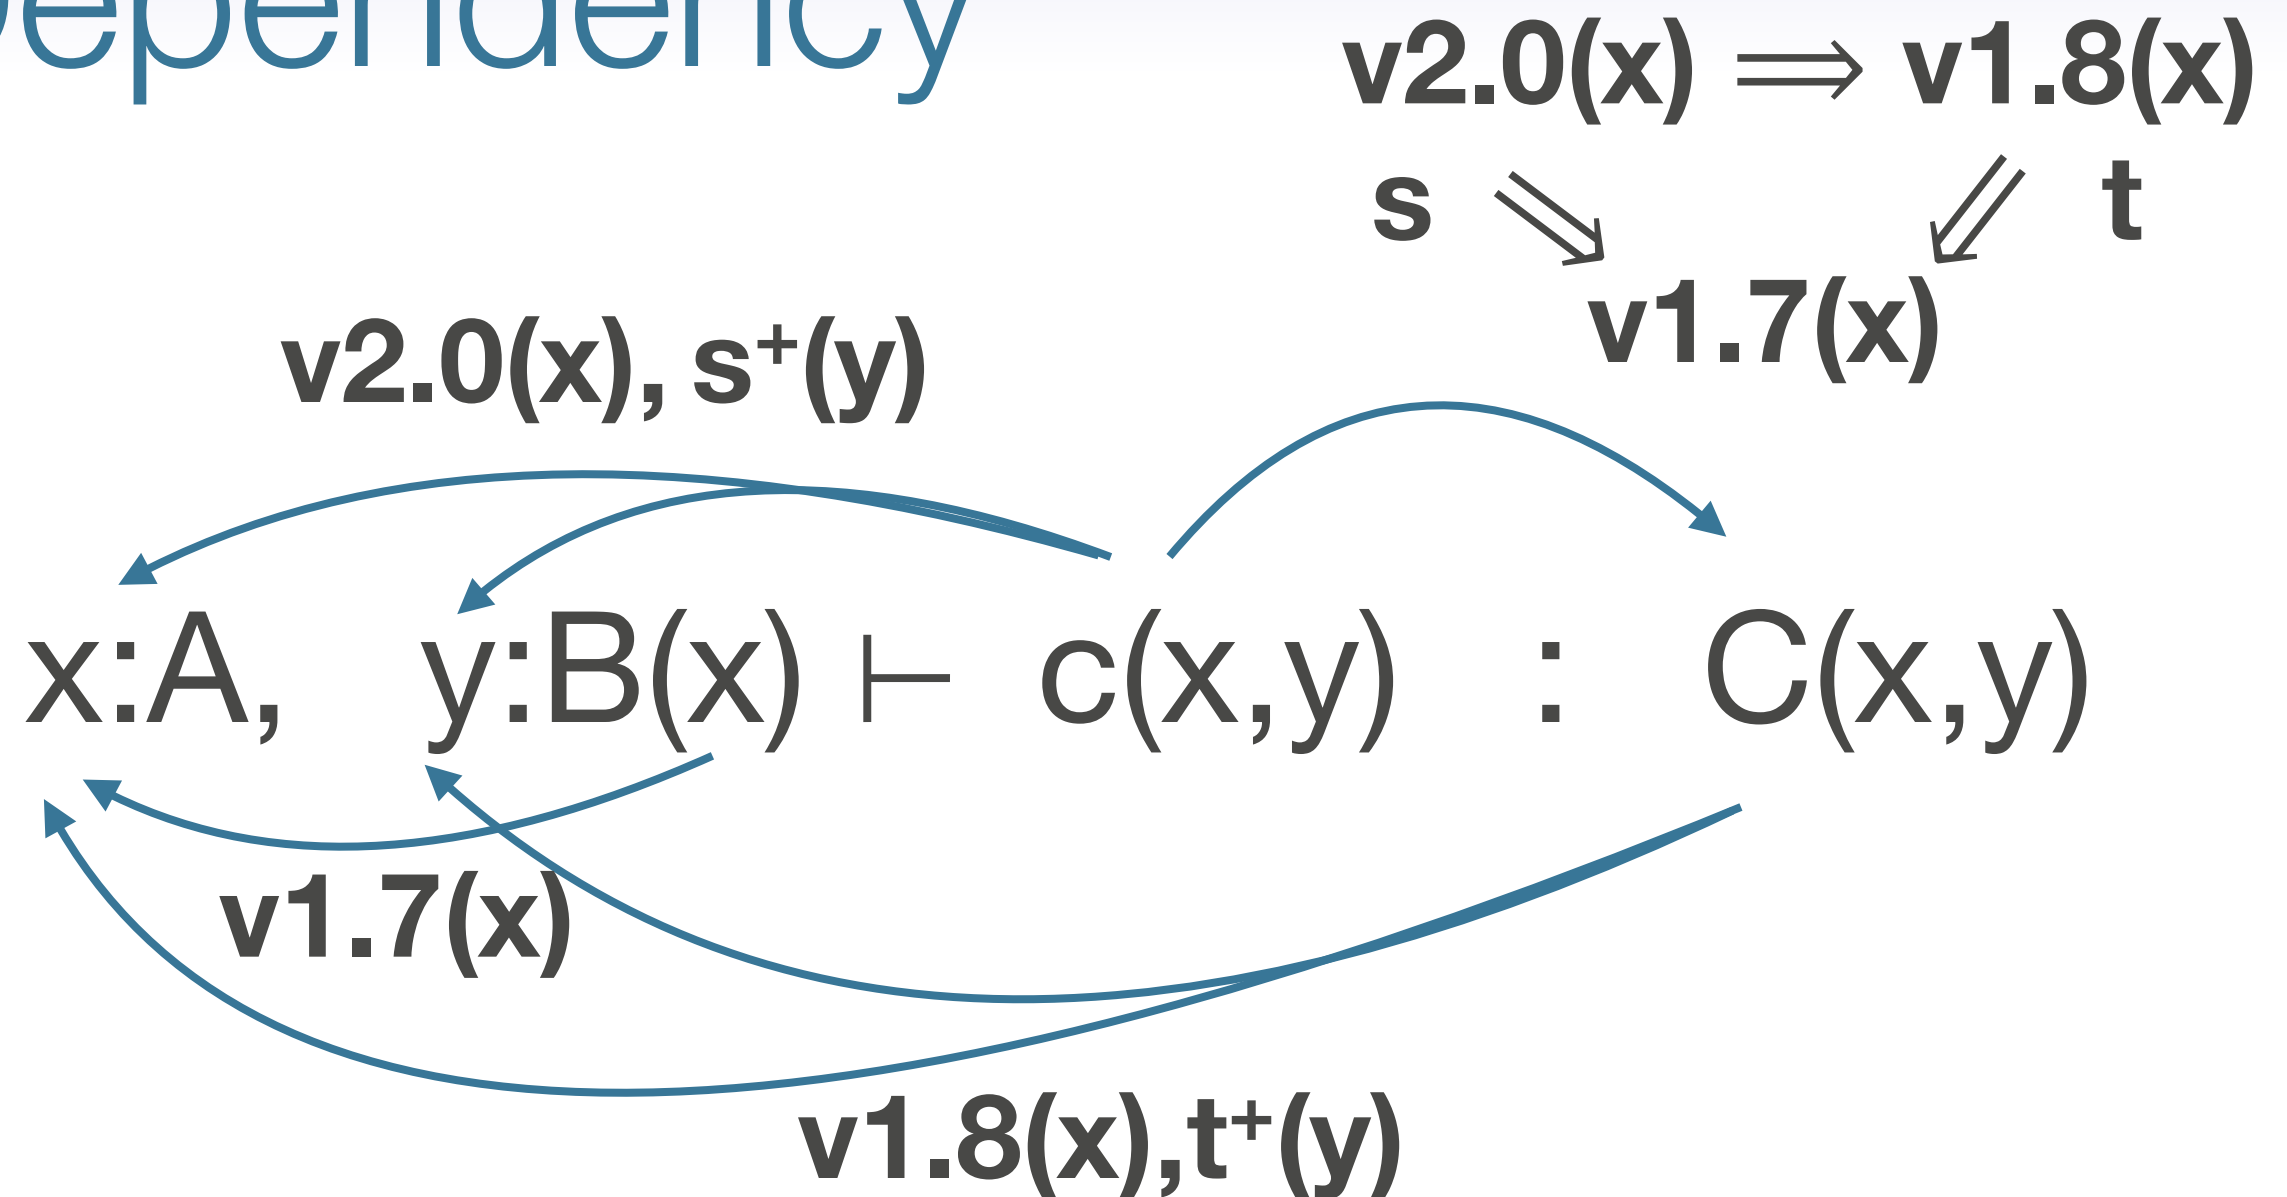 v2.0(x) ⟹ v1.8(x)
s t
v1.7(x)
v2.0(x), s⁺(y)
x:A, y:B(x) ⊢ c(x,y) : C(x,y)
v1.7(x)
v1.8(x),t⁺(y)